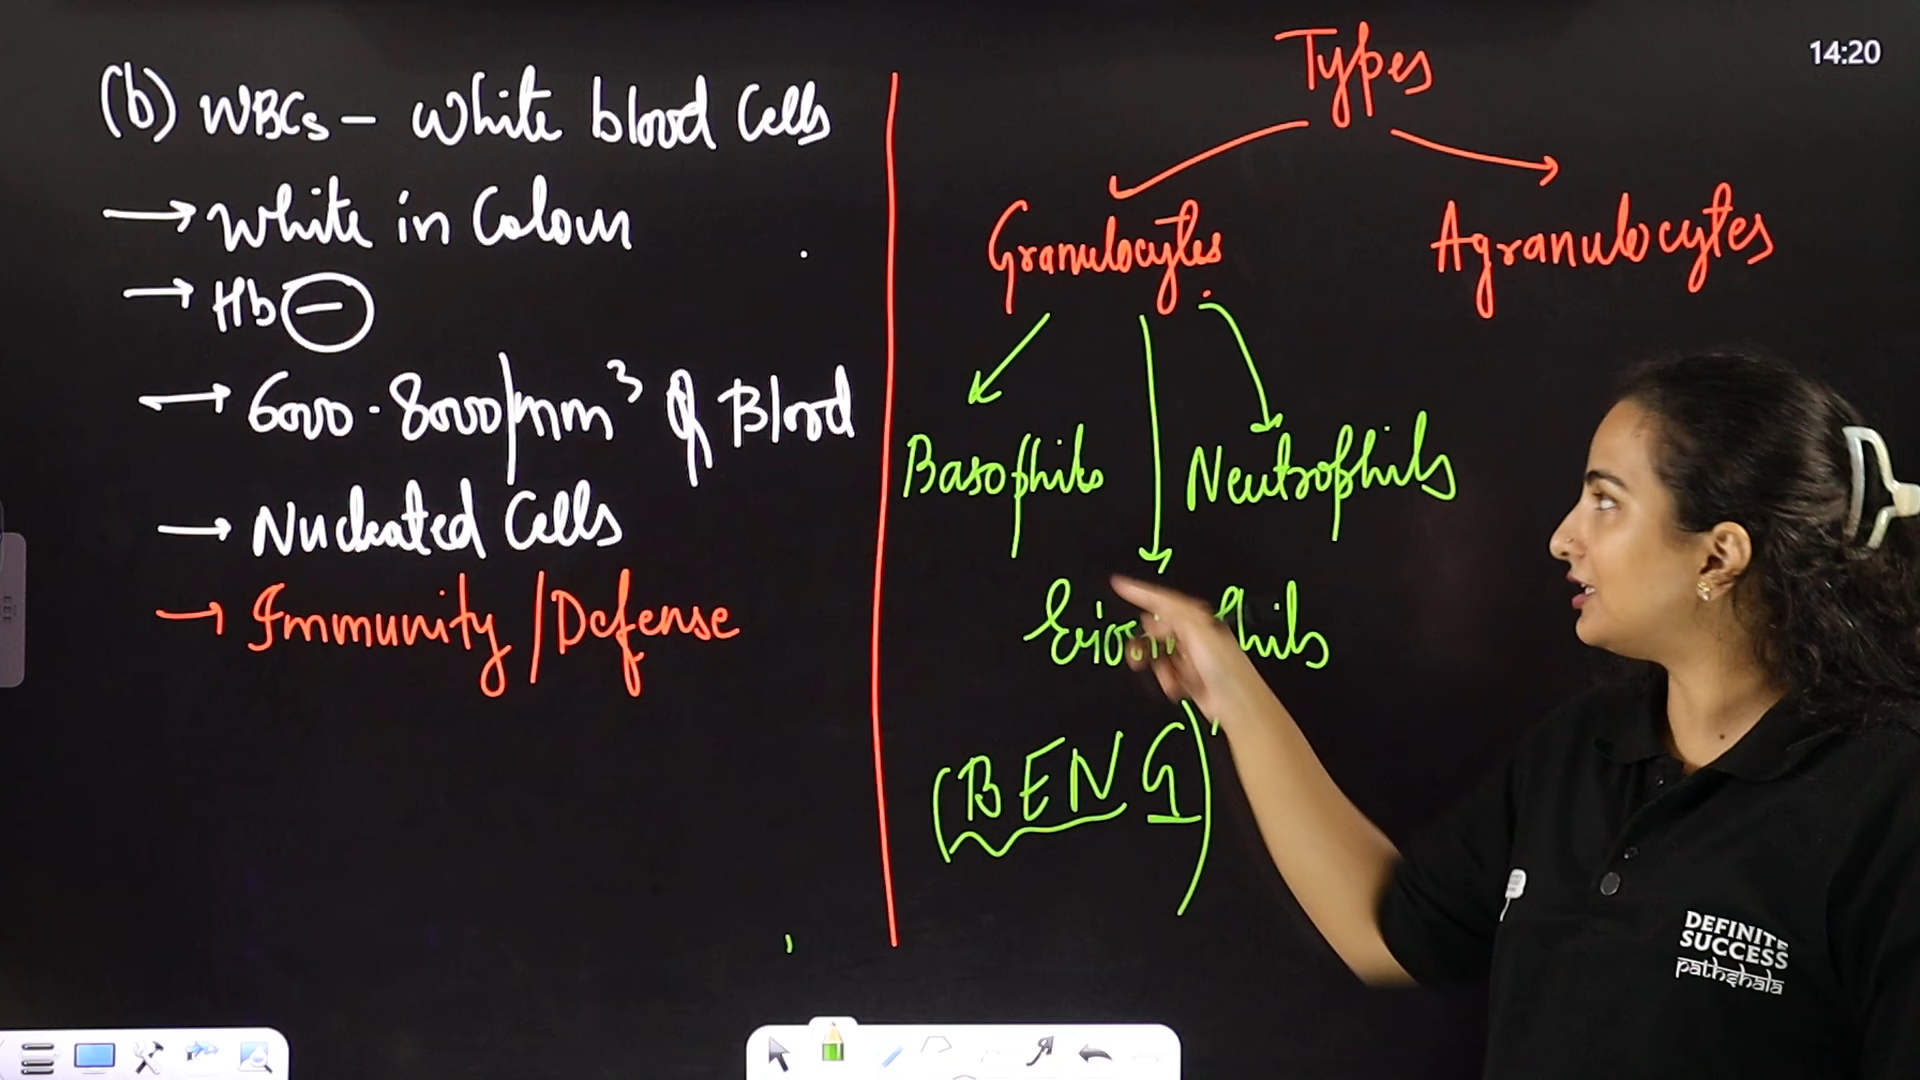 14:20
(b) WBCs - White blood Cells
→ White in Colour
→ Hb (-)
→ 6000-8000/mm³ of Blood
→ Nucleated Cells
→ Immunity/Defense
Types
Granulocytes Agranulocytes
Basophils Neutrophils
(BENG)
DEFINITE
SUCCESS
pathshala